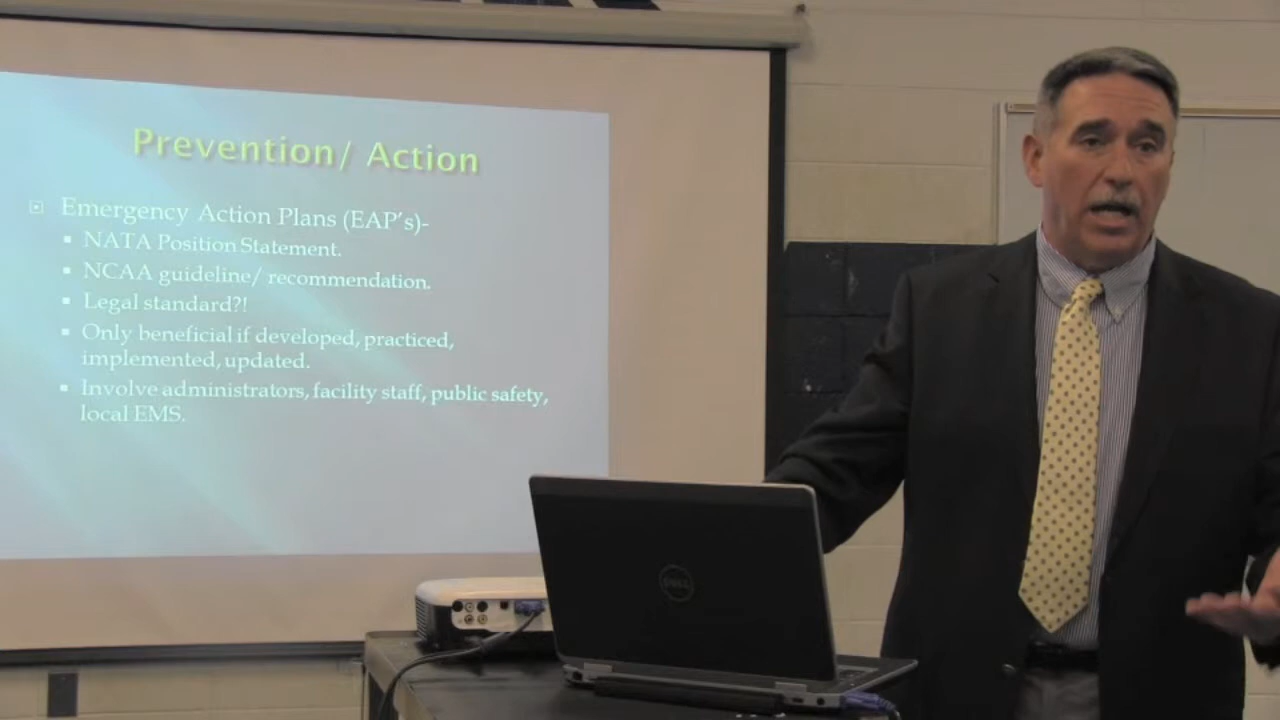 Prevention/ Action
Emergency Action Plans (EAP's)-
NATA Position Statement.
NCAA guideline/ recommendation.
Legal standard?!
Only beneficial if developed, practiced,
implemented, updated.
Involve administrators, facility staff, public safety,
local EMS.
DELL